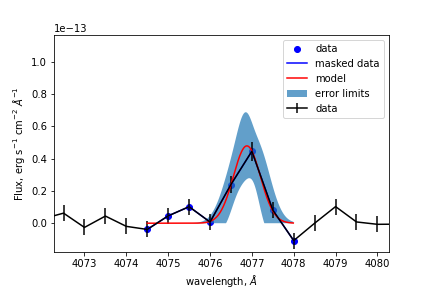 1e−13
1.0
0.8
0.6
0.4
0.2
0.0
Flux, erg s⁻¹ cm⁻² Å⁻¹
data
masked data
model
error limits
data
4073 4074 4075 4076 4077 4078 4079 4080
wavelength, Å